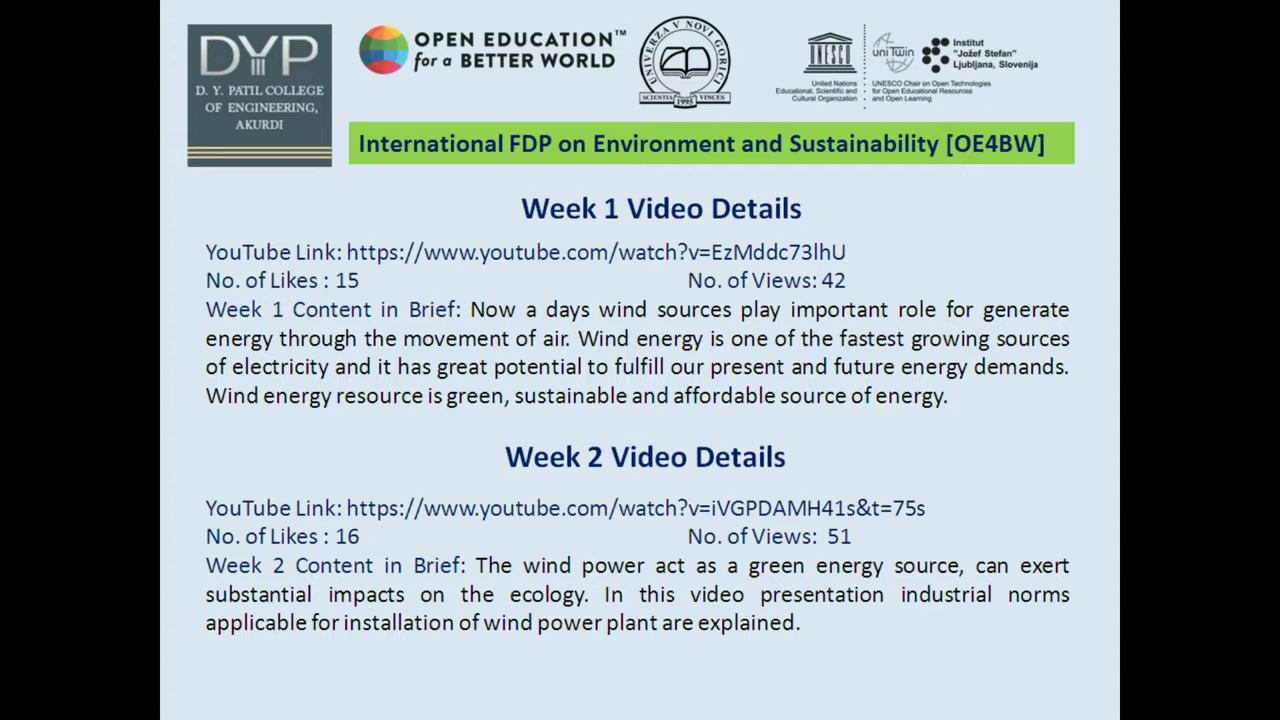 DYP
D. Y. PATIL COLLEGE
OF ENGINEERING,
AKURDI
OPEN EDUCATION™
for a BETTER WORLD
UNIVERZA V NOVI GORICI
SCIENTIA VINCES
1995
UNESCO
United Nations
Educational, Scientific and
Cultural Organization
uniTwin
Institut
"Jožef Stefan"
Ljubljana, Slovenija
UNESCO Chair on Open Technologies
for Open Educational Resources
and Open Learning
International FDP on Environment and Sustainability [OE4BW]
Week 1 Video Details
YouTube Link: https://www.youtube.com/watch?v=EzMddc73lhU
No. of Likes : 15 No. of Views: 42
Week 1 Content in Brief: Now a days wind sources play important role for generate
energy through the movement of air. Wind energy is one of the fastest growing sources
of electricity and it has great potential to fulfill our present and future energy demands.
Wind energy resource is green, sustainable and affordable source of energy.
Week 2 Video Details
YouTube Link: https://www.youtube.com/watch?v=iVGPDAMH41s&t=75s
No. of Likes : 16 No. of Views: 51
Week 2 Content in Brief: The wind power act as a green energy source, can exert
substantial impacts on the ecology. In this video presentation industrial norms
applicable for installation of wind power plant are explained.